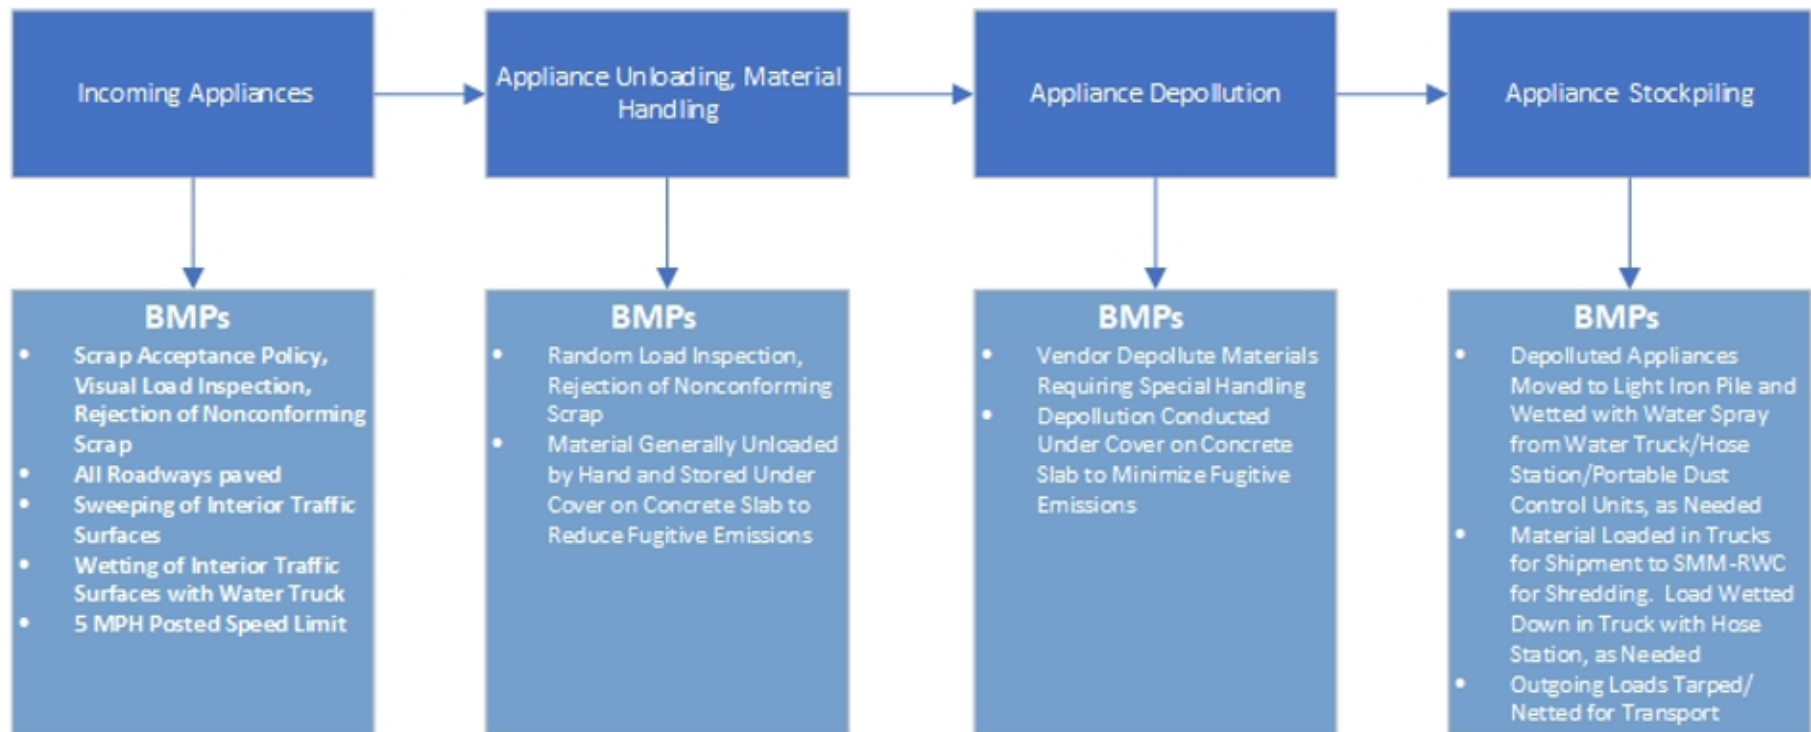 Incoming Appliances
Appliance Unloading, Material
Handling
Appliance Depollution
Appliance Stockpiling
BMPs
• Scrap Acceptance Policy,
Visual Load Inspection,
Rejection of Nonconforming
Scrap
• All Roadways paved
• Sweeping of Interior Traffic
Surfaces
• Wetting of Interior Traffic
Surfaces with Water Truck
• 5 MPH Posted Speed Limit
BMPs
• Random Load Inspection,
Rejection of Nonconforming
Scrap
• Material Generally Unloaded
by Hand and Stored Under
Cover on Concrete Slab to
Reduce Fugitive Emissions
BMPs
• Vendor Depollute Materials
Requiring Special Handling
• Depollution Conducted
Under Cover on Concrete
Slab to Minimize Fugitive
Emissions
BMPs
• Depolluted Appliances
Moved to Light Iron Pile and
Wetted with Water Spray
from Water Truck/Hose
Station/Portable Dust
Control Units, as Needed
• Material Loaded in Trucks
for Shipment to SMM-RWC
for Shredding. Load Wetted
Down in Truck with Hose
Station, as Needed
• Outgoing Loads Tarped/
Netted for Transport